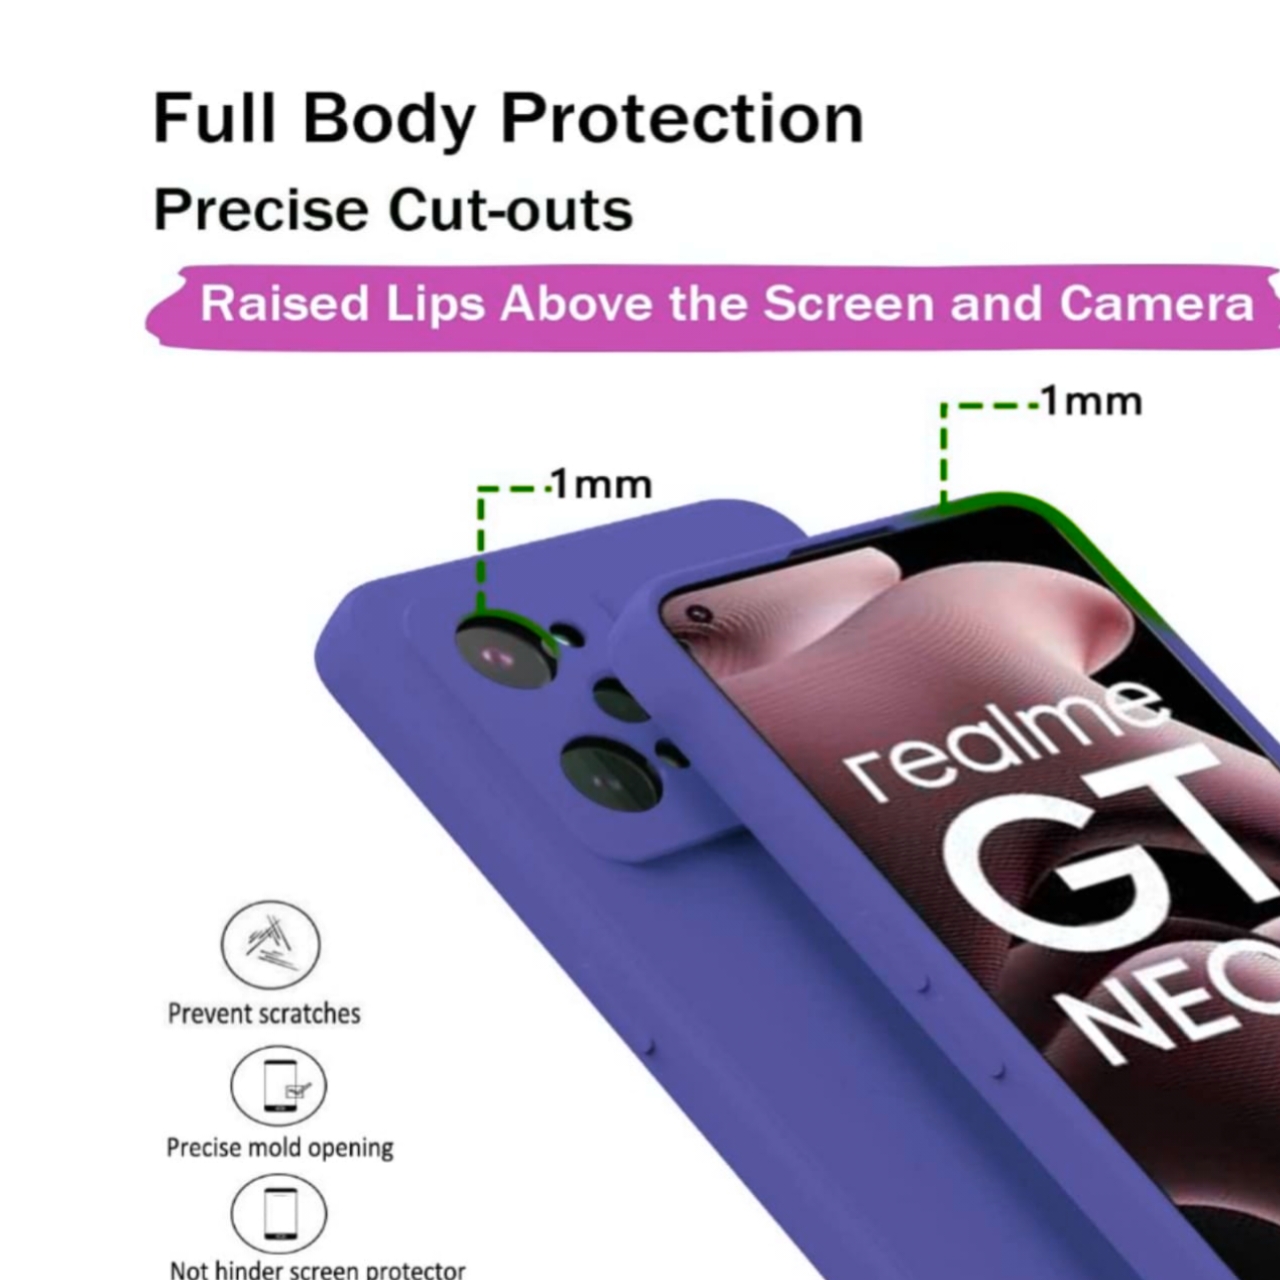 Full Body Protection
Precise Cut-outs
Raised Lips Above the Screen and Camera
1mm
1mm
realme
GT
NEO
Prevent scratches
Precise mold opening
Not hinder screen protector